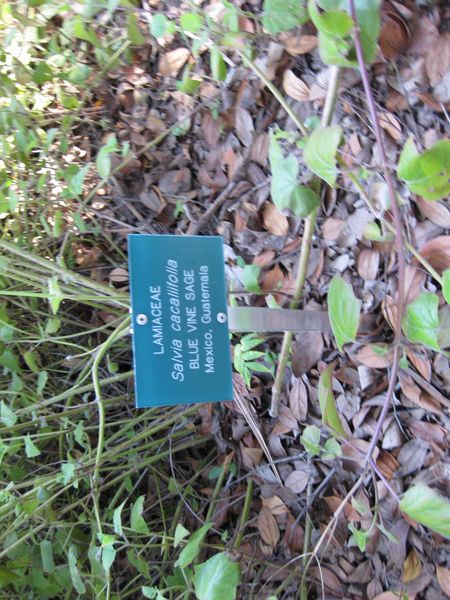 LAMIACEAE
Salvia cacaliifolia
BLUE VINE SAGE
Mexico, Guatemala